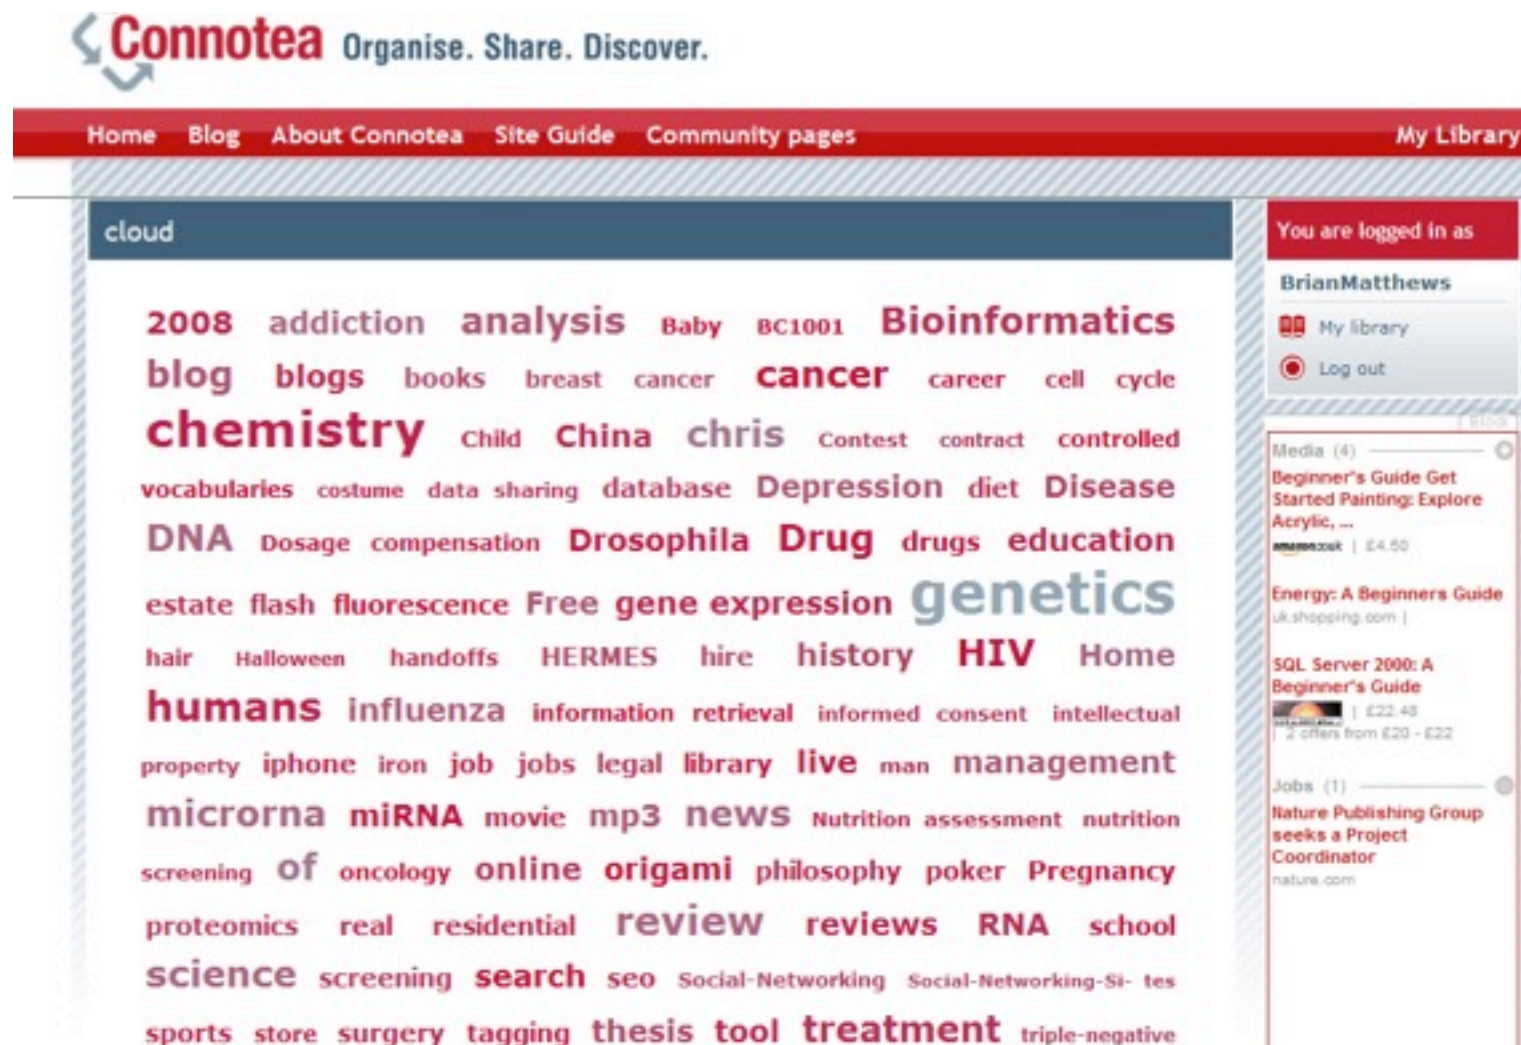 Connotea Organise. Share. Discover.
Home Blog About Connotea Site Guide Community pages My Library
cloud
2008 addiction analysis Baby BC1001 Bioinformatics
blog blogs books breast cancer cancer career cell cycle
chemistry Child China chris Contest contract controlled
vocabularies costume data sharing database Depression diet Disease
DNA Dosage compensation Drosophila Drug drugs education
estate flash fluorescence Free gene expression genetics
hair Halloween handoffs HERMES hire history HIV Home
humans influenza information retrieval informed consent intellectual
property iphone iron job jobs legal library live man management
microrna miRNA movie mp3 news Nutrition assessment nutrition
screening of oncology online origami philosophy poker Pregnancy
proteomics real residential review reviews RNA school
science screening search seo Social-Networking Social-Networking-Si- tes
sports store surgery tagging thesis tool treatment triple-negative
You are logged in as
BrianMatthews
My library
Log out
Media (4)
Beginner's Guide Get
Started Painting: Explore
Acrylic, ...
amazon.co.uk | £4.50
Energy: A Beginners Guide
uk.shopping.com |
SQL Server 2000: A
Beginner's Guide
| £22.48
| 2 offers from £20 - £22
Jobs (1)
Nature Publishing Group
seeks a Project
Coordinator
nature.com